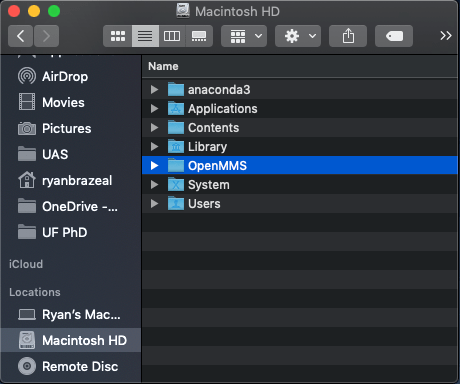 Macintosh HD
AirDrop
Movies
Pictures
UAS
ryanbrazeal
OneDrive -...
UF PhD
iCloud
Locations
Ryan's Mac...
Macintosh HD
Remote Disc
Name
anaconda3
Applications
Contents
Library
OpenMMS
System
Users